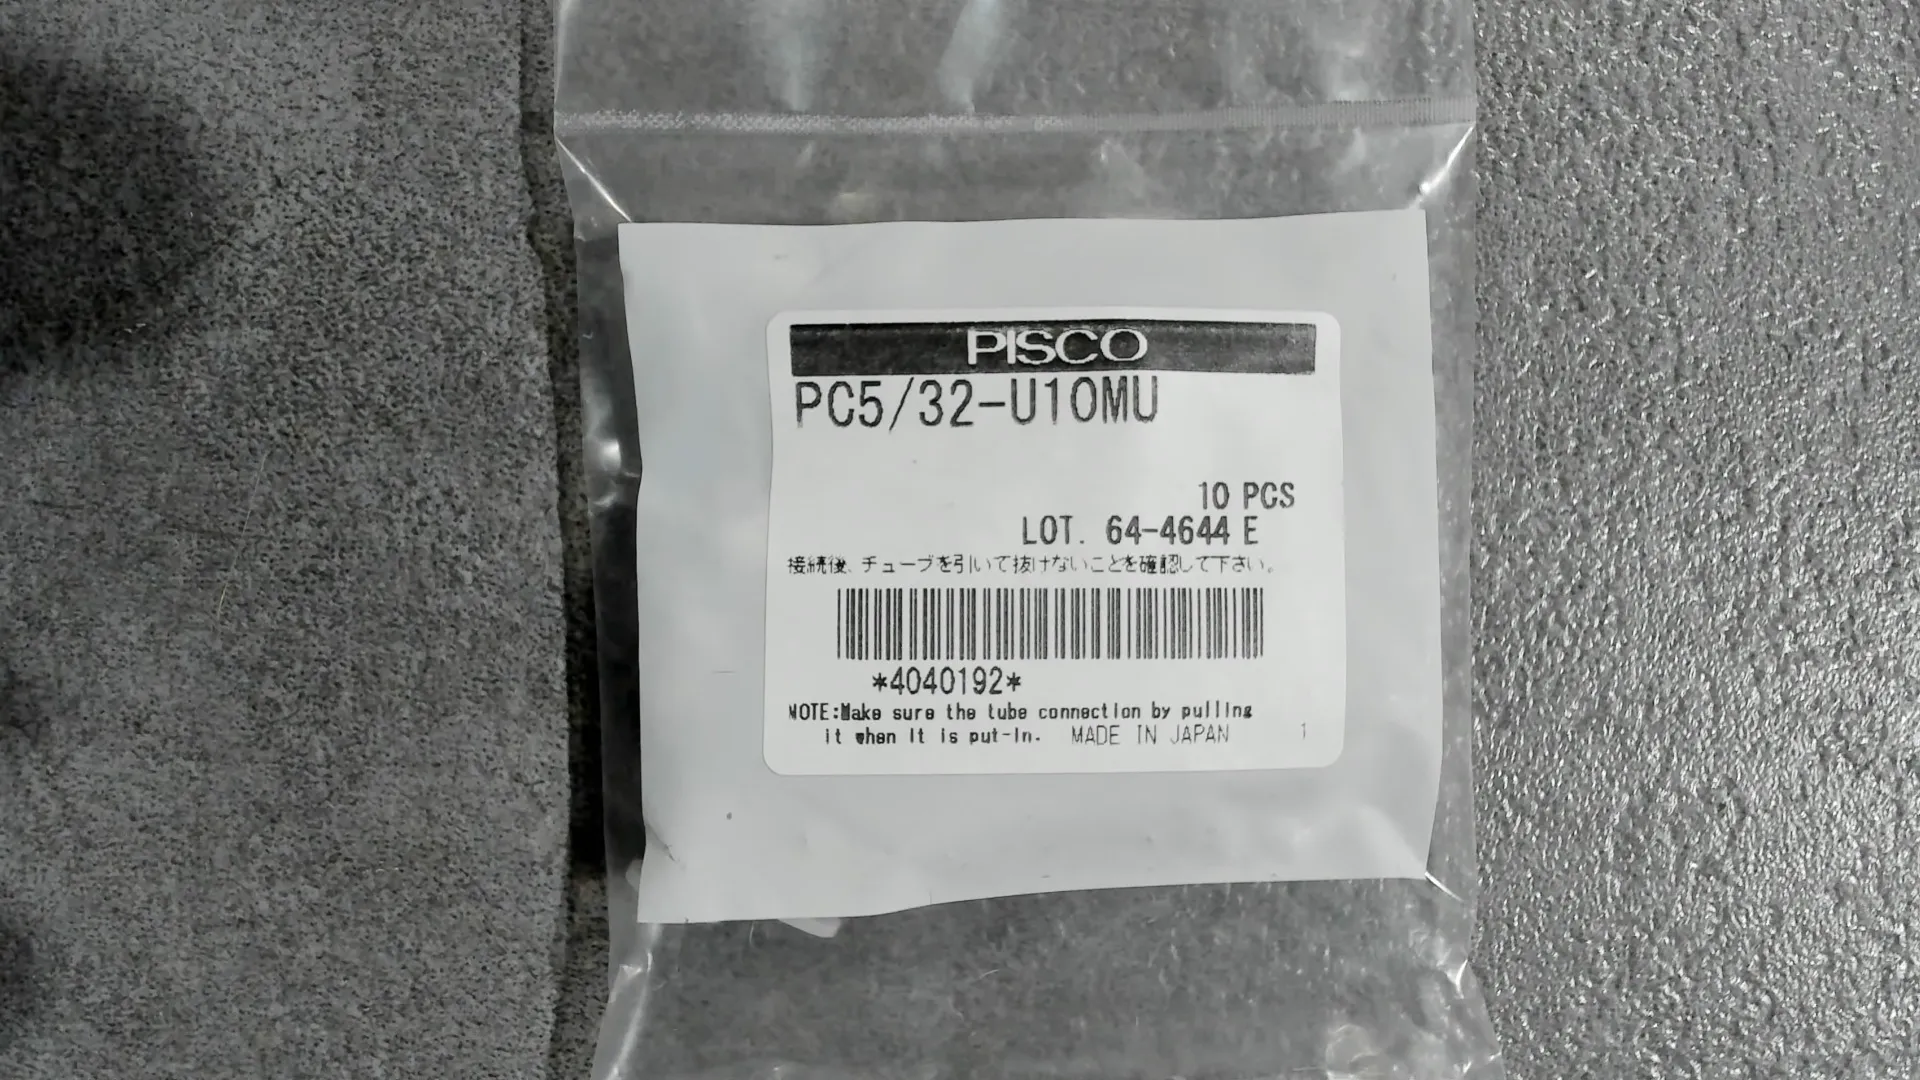 PISCO
PC5/32-U10MU
10 PCS
LOT. 64-4644 E
接続後、チューブを引いて抜けないことを確認して下さい。
*4040192*
NOTE:Make sure the tube connection by pulling
it when it is put-in. MADE IN JAPAN 1